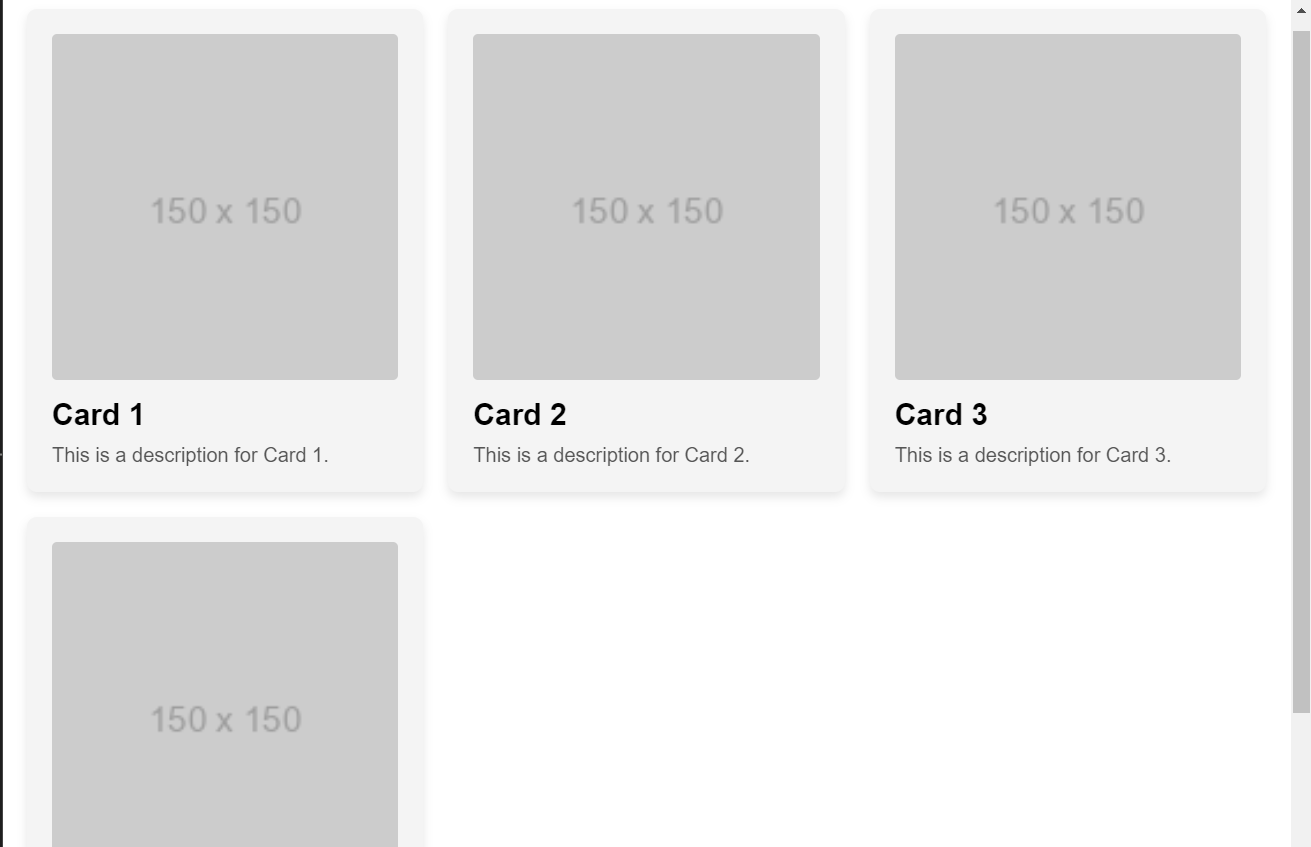 150 x 150
150 x 150
150 x 150
Card 1
Card 2
Card 3
This is a description for Card 1.
This is a description for Card 2.
This is a description for Card 3.
150 x 150